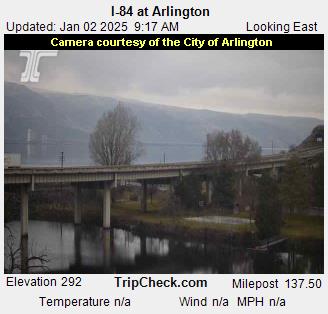 I-84 at Arlington
Updated: Jan 02 2025 9:17 AM Looking East
Camera courtesy of the City of Arlington
Elevation 292 TripCheck.com Milepost 137.50
Temperature n/a Wind n/a MPH n/a